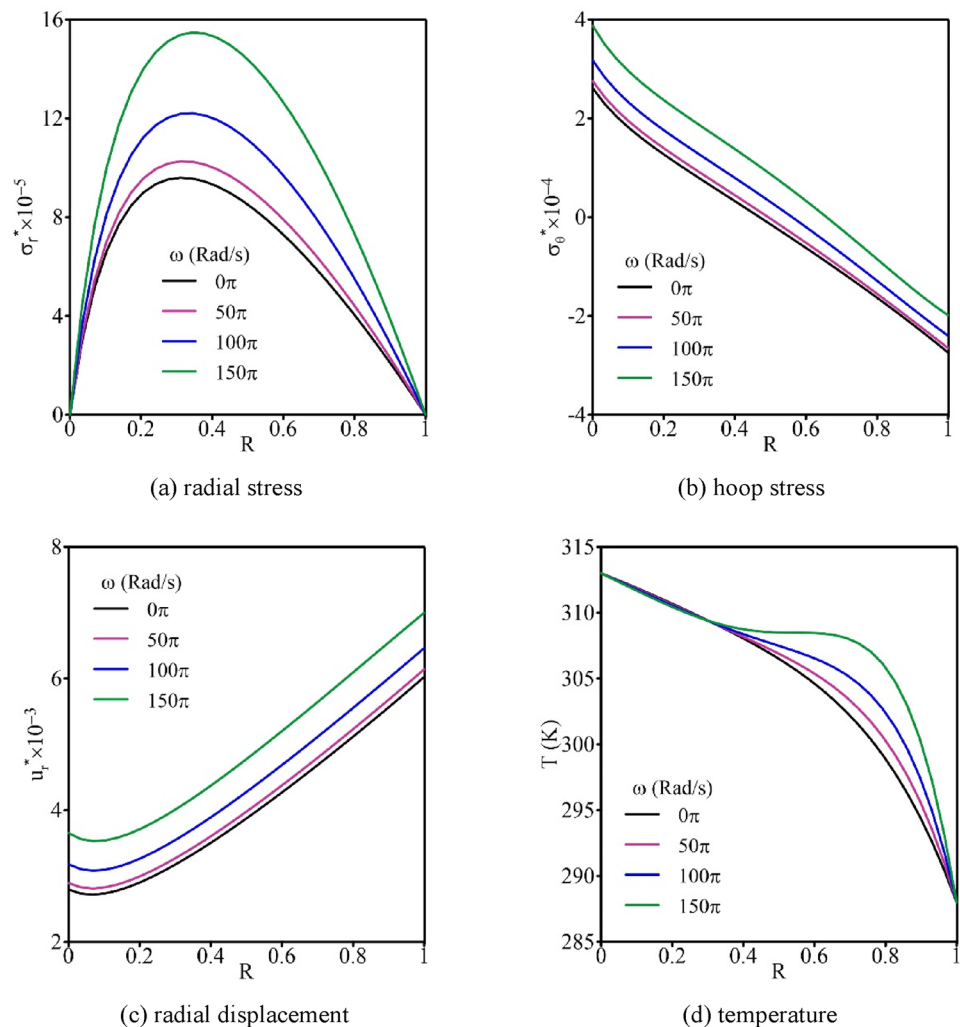 16
12
8
4
0
σr*×10⁻⁵
ω (Rad/s)
0π
50π
100π
150π
0 0.2 0.4 0.6 0.8 1
R
(a) radial stress
4
2
0
-2
-4
σθ*×10⁻⁴
ω (Rad/s)
0π
50π
100π
150π
0 0.2 0.4 0.6 0.8 1
R
(b) hoop stress
8
6
4
2
ur*×10⁻³
ω (Rad/s)
0π
50π
100π
150π
0 0.2 0.4 0.6 0.8 1
R
(c) radial displacement
315
310
305
300
295
290
285
T (K)
ω (Rad/s)
0π
50π
100π
150π
0 0.2 0.4 0.6 0.8 1
R
(d) temperature